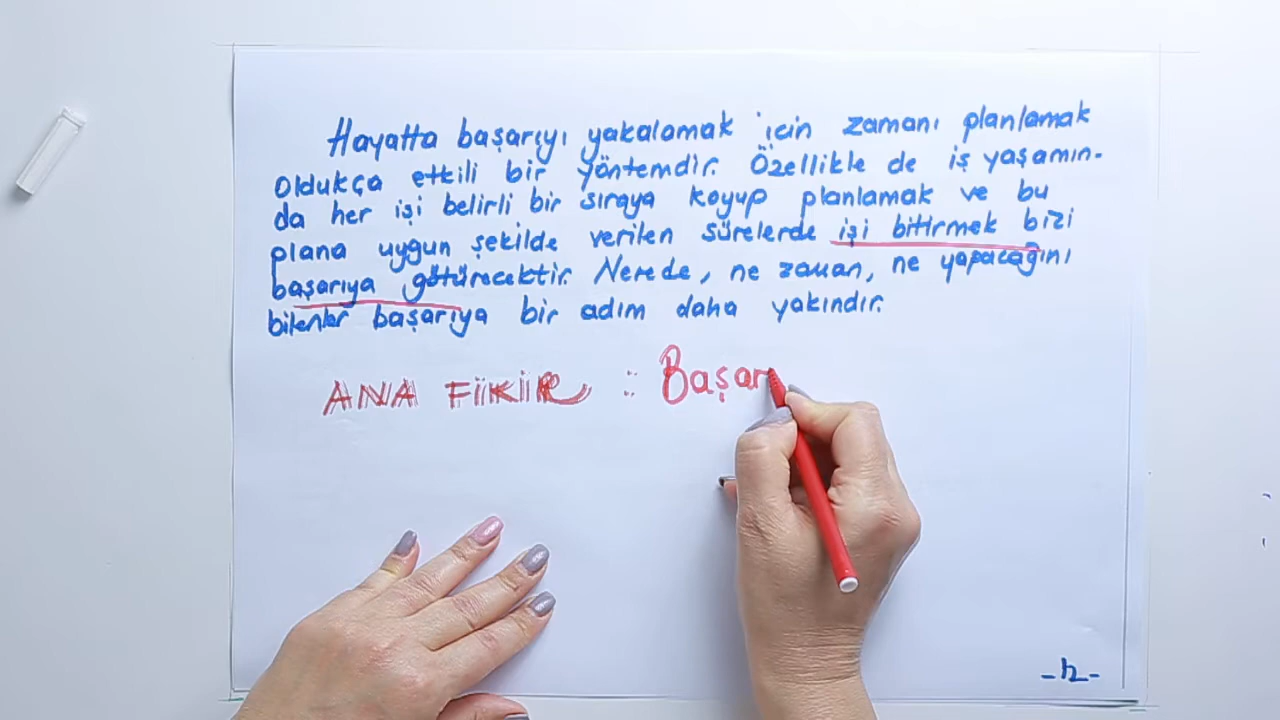 Hayatta başarıyı yakalamak için zamanı planlamak
oldukça etkili bir yöntemdir. Özellikle de iş yaşamın-
da her işi belirli bir sıraya koyup planlamak ve bu
plana uygun şekilde verilen sürelerde işi bitirmek bizi
başarıya götürecektir. Nerede, ne zaman, ne yapacağını
bilenler başarıya bir adım daha yakındır.
ANA FİKİR : Başar
-12-